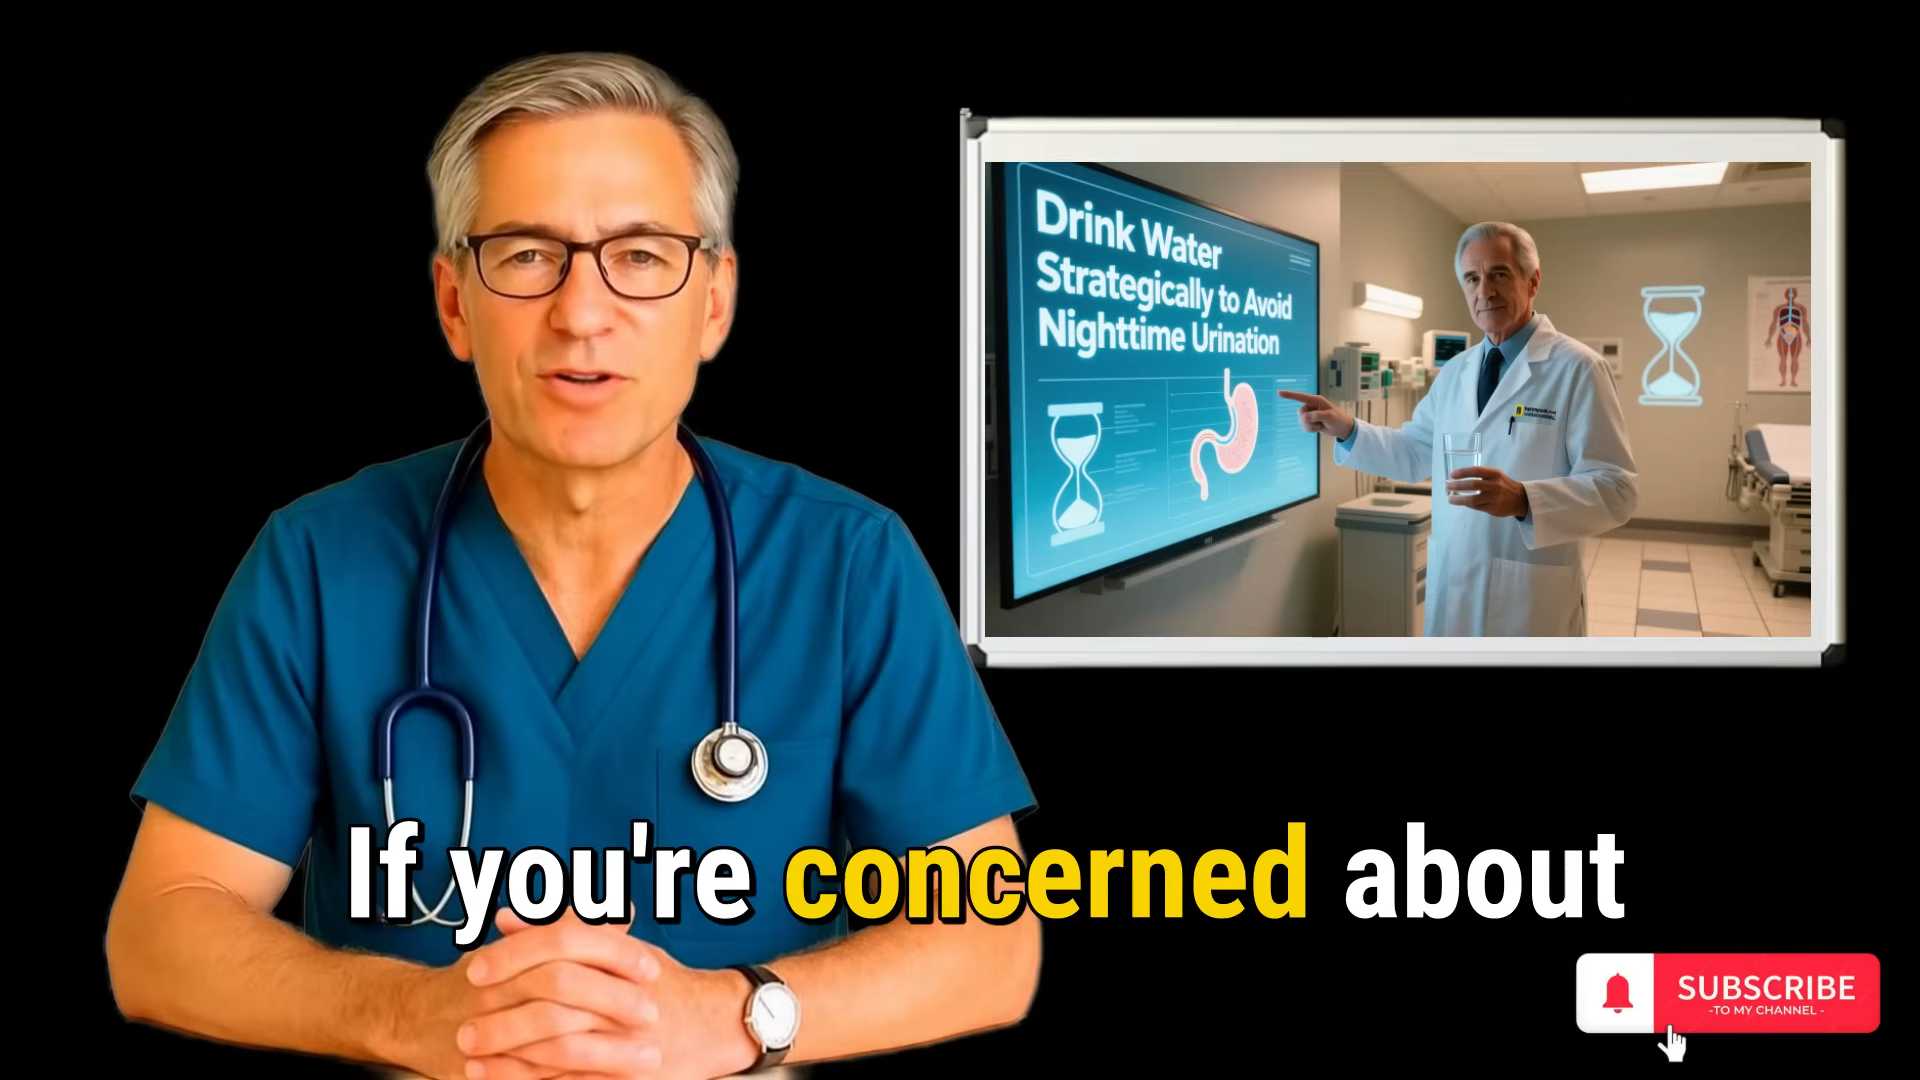 Drink Water
Strategically to Avoid
Nighttime Urination
If you're concerned about
SUBSCRIBE
-TO MY CHANNEL-